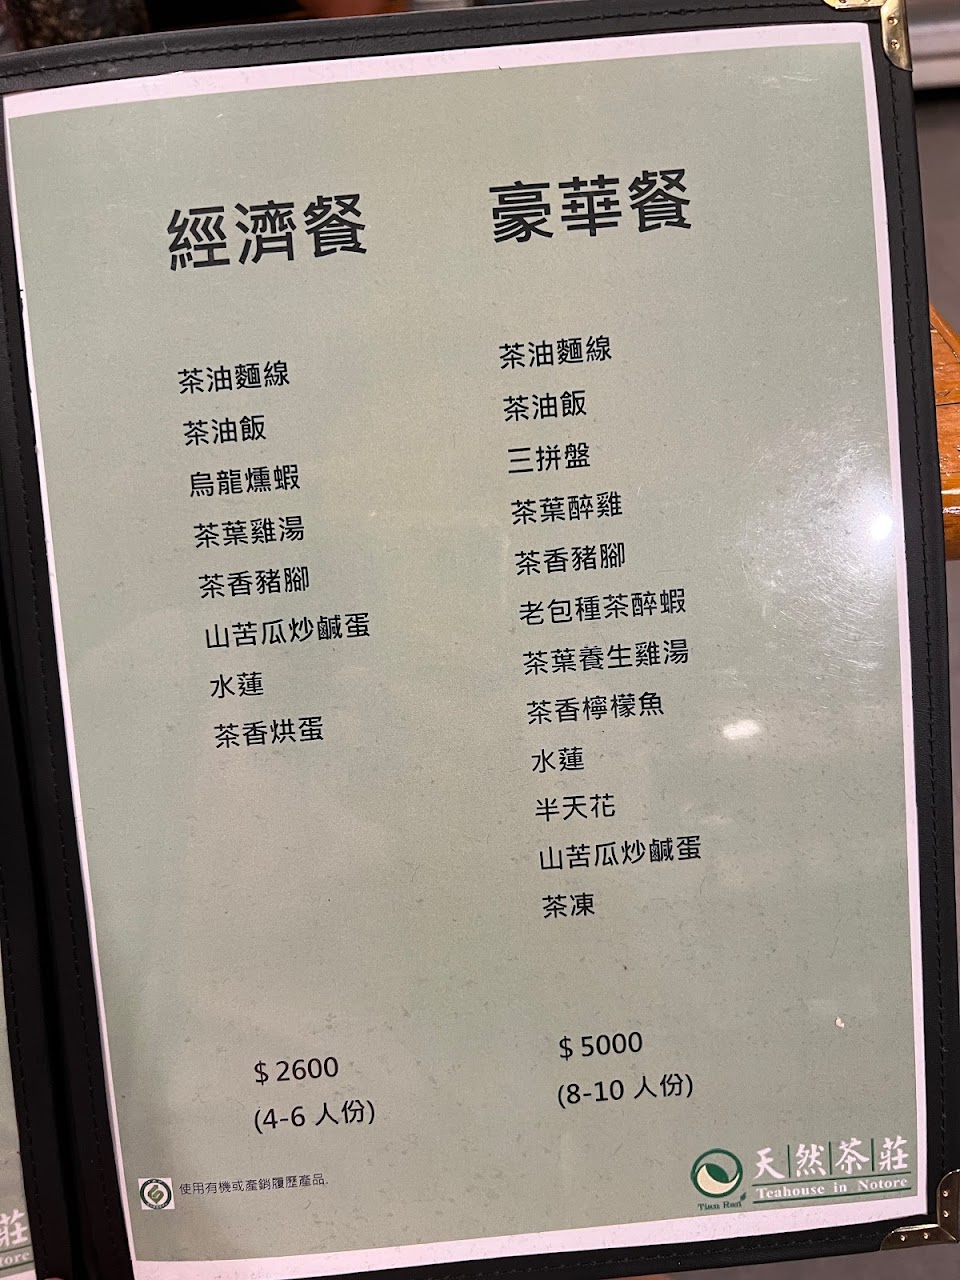 經濟餐
茶油麵線
茶油飯
烏龍燻蝦
茶葉雞湯
茶香豬腳
山苦瓜炒鹹蛋
水蓮
茶香烘蛋
$ 2600
(4-6 人份)
豪華餐
茶油麵線
茶油飯
三拼盤
茶葉醉雞
茶香豬腳
老包種茶醉蝦
茶葉養生雞湯
茶香檸檬魚
水蓮
半天花
山苦瓜炒鹹蛋
茶凍
$ 5000
(8-10 人份)
使用有機或產銷履歷產品.
天然茶莊
Teahouse in Notore
Tian Ran
莊
tore